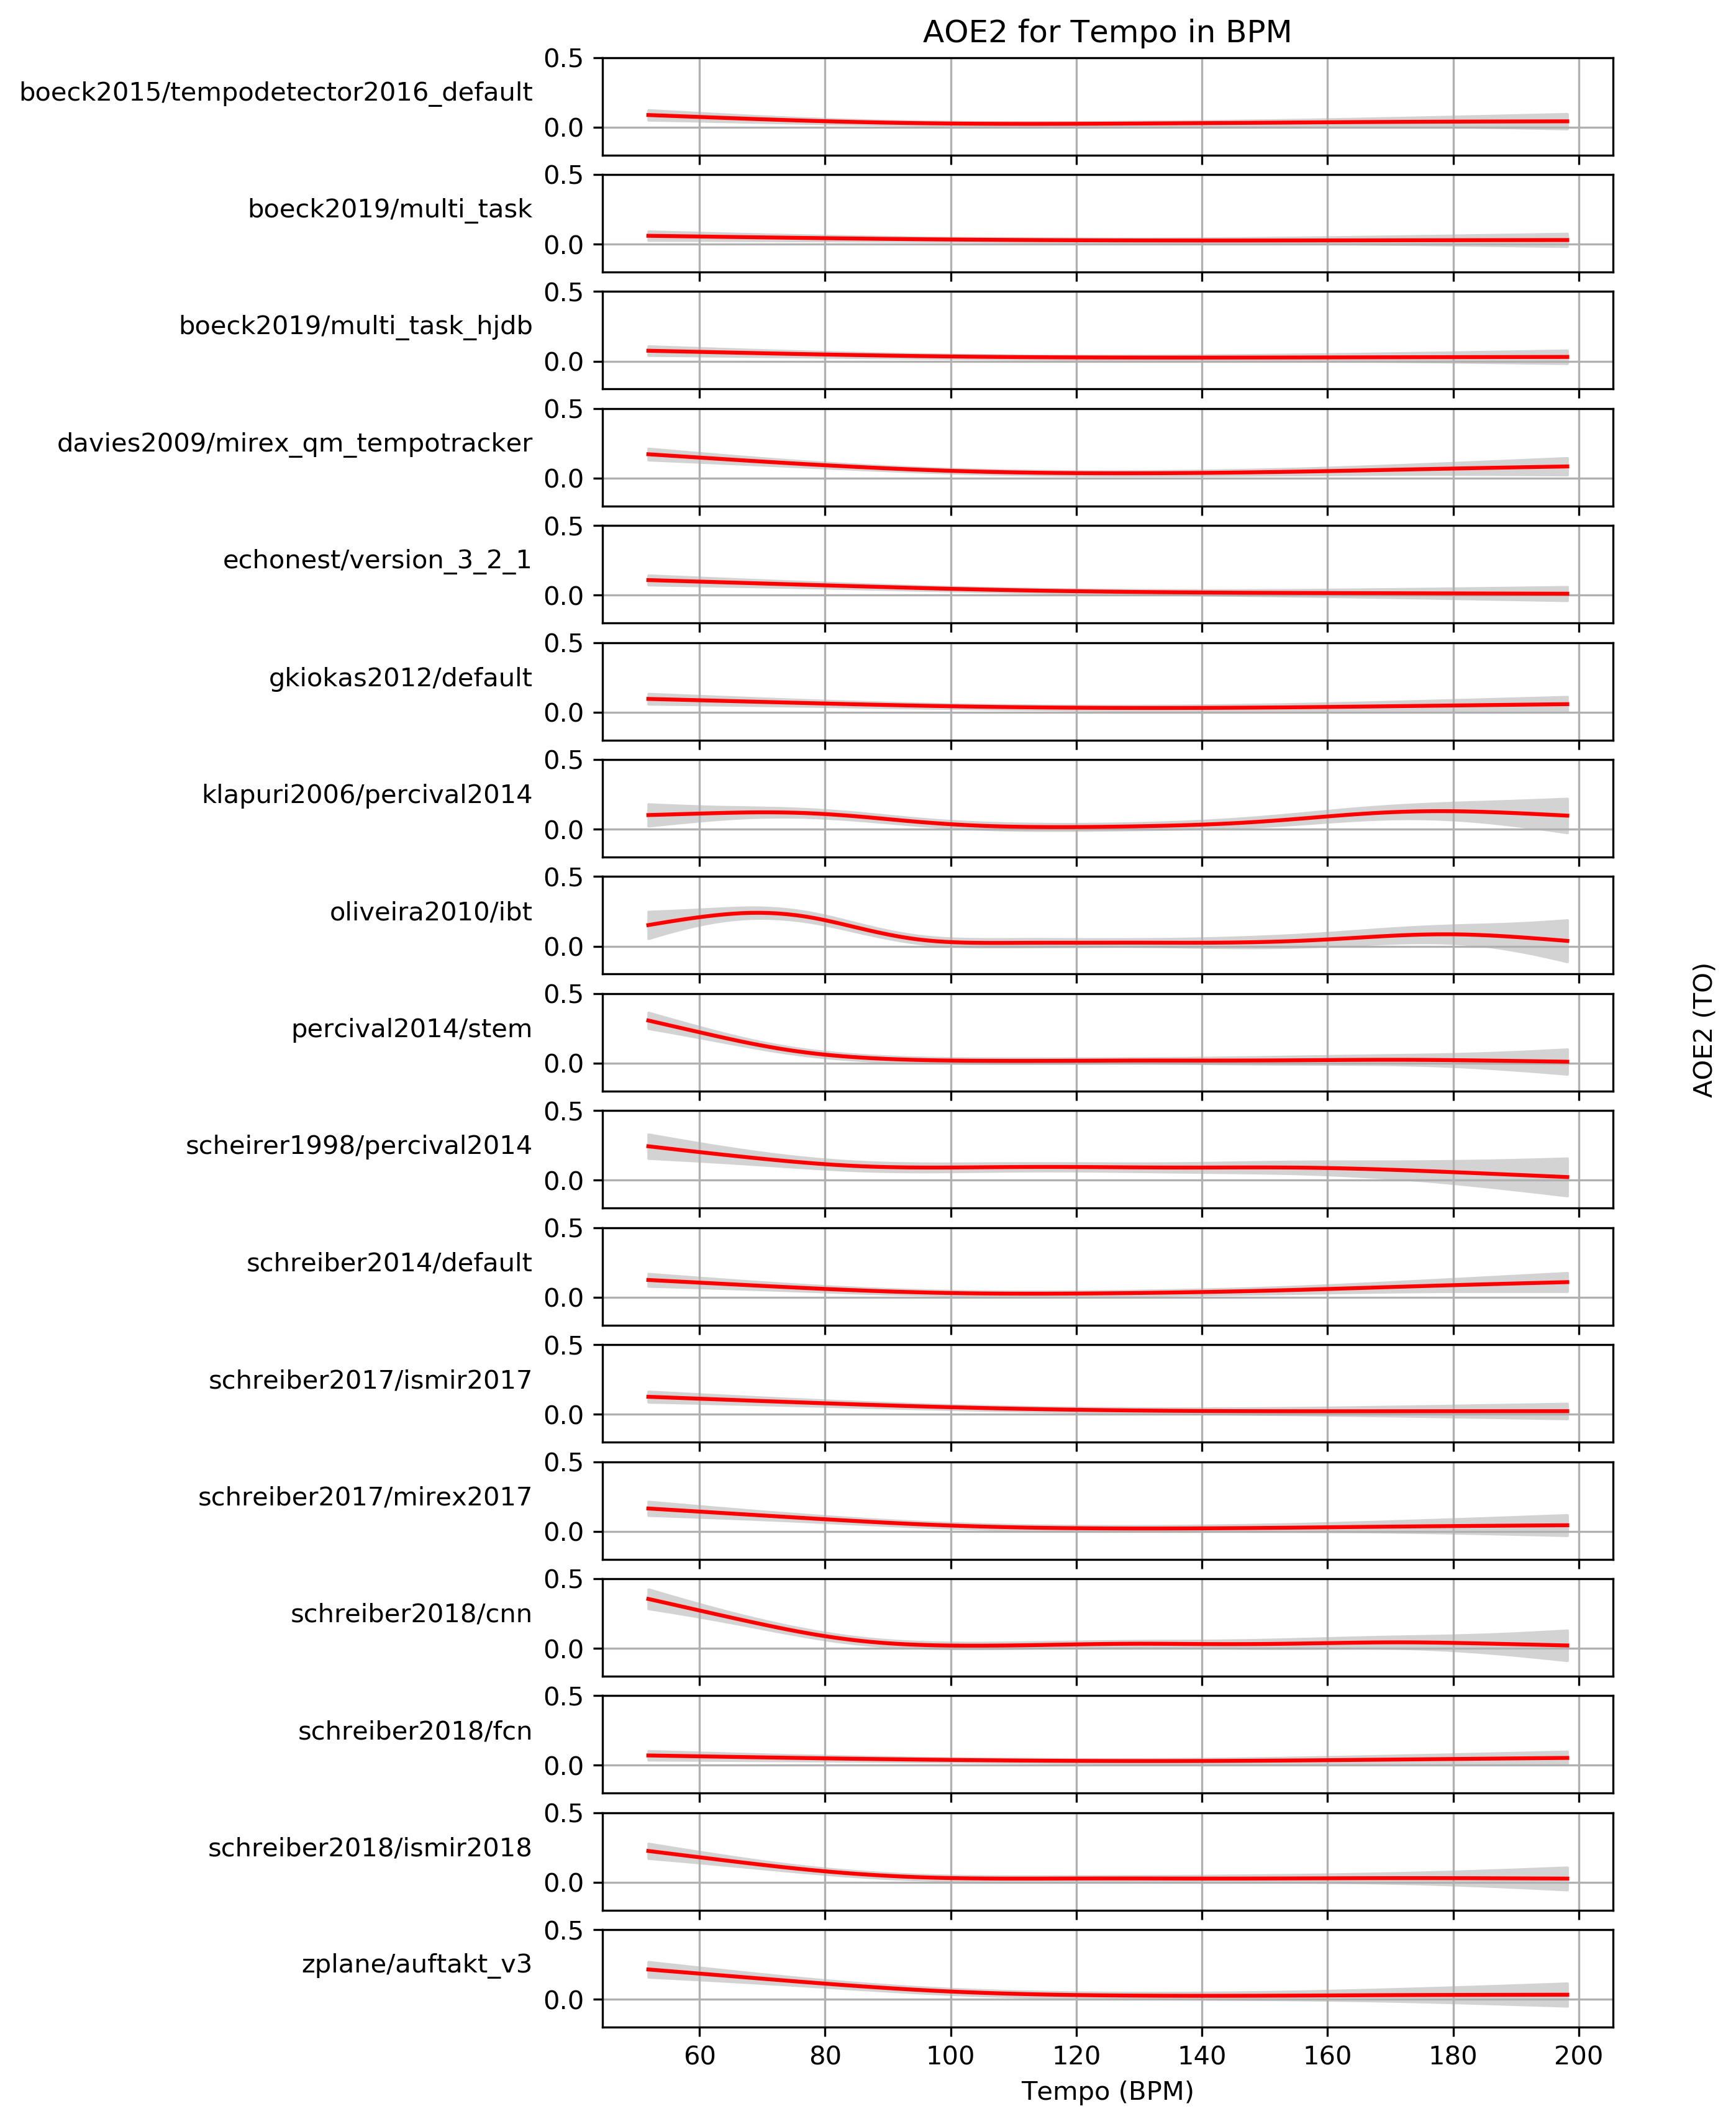 AOE2 for Tempo in BPM
0.5
boeck2015/tempodetector2016_default
0.0
0.5
boeck2019/multi_task
0.0
0.5
boeck2019/multi_task_hjdb
0.0
0.5
davies2009/mirex_qm_tempotracker
0.0
0.5
echonest/version_3_2_1
0.0
0.5
gkiokas2012/default
0.0
0.5
klapuri2006/percival2014
0.0
0.5
oliveira2010/ibt
0.0
AOE2 (TO)
0.5
percival2014/stem
0.0
0.5
scheirer1998/percival2014
0.0
0.5
schreiber2014/default
0.0
0.5
schreiber2017/ismir2017
0.0
0.5
schreiber2017/mirex2017
0.0
0.5
schreiber2018/cnn
0.0
0.5
schreiber2018/fcn
0.0
0.5
schreiber2018/ismir2018
0.0
0.5
zplane/auftakt_v3
0.0
60 80 100 120 140 160 180 200
Tempo (BPM)